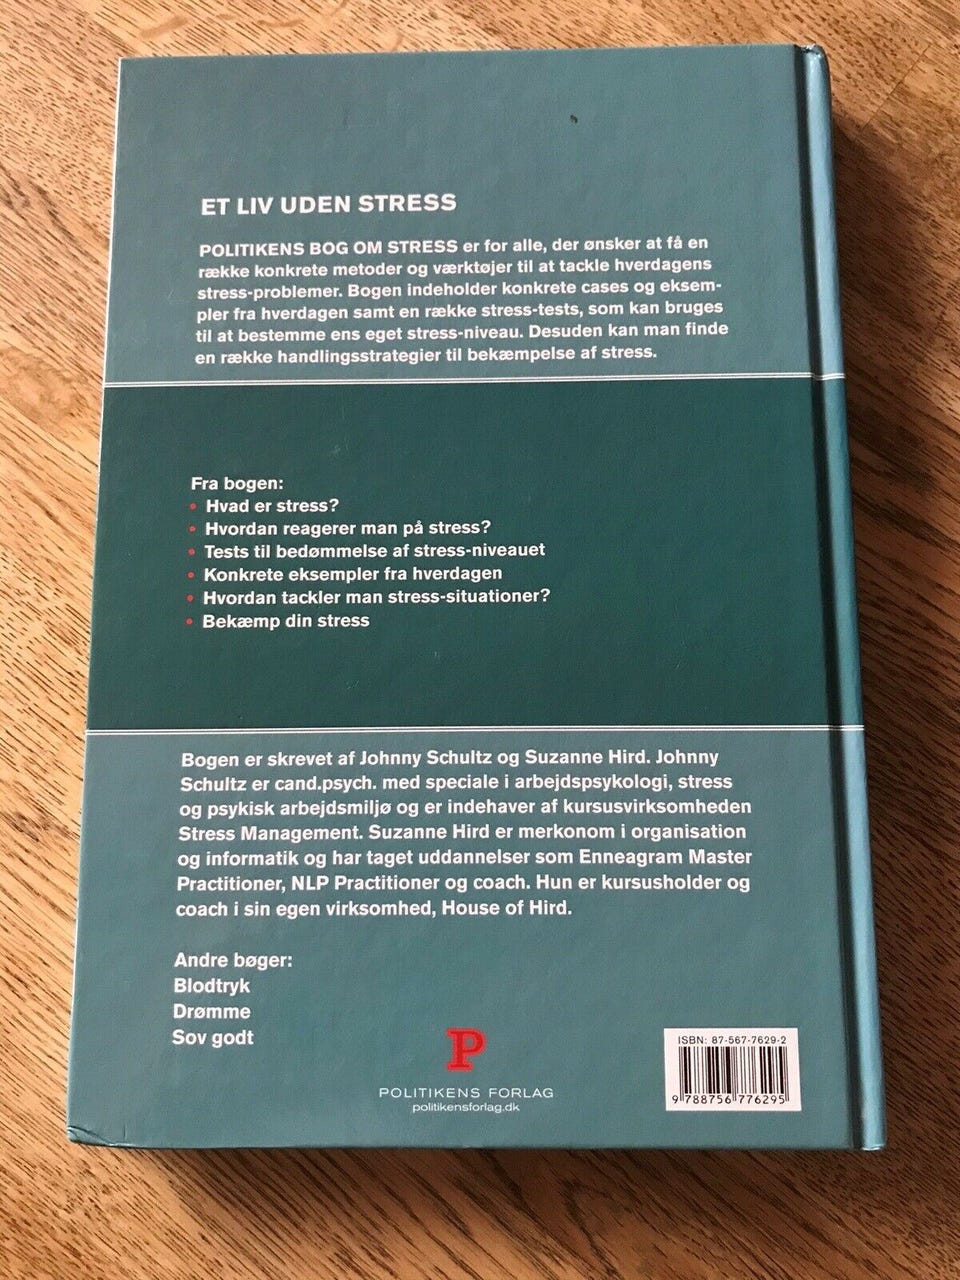 ET LIV UDEN STRESS
POLITIKENS BOG OM STRESS er for alle, der ønsker at få en
række konkrete metoder og værktøjer til at tackle hverdagens
stress-problemer. Bogen indeholder konkrete cases og eksem-
pler fra hverdagen samt en række stress-tests, som kan bruges
til at bestemme ens eget stress-niveau. Desuden kan man finde
en række handlingsstrategier til bekæmpelse af stress.
Fra bogen:
• Hvad er stress?
• Hvordan reagerer man på stress?
• Tests til bedømmelse af stress-niveauet
• Konkrete eksempler fra hverdagen
• Hvordan tackler man stress-situationer?
• Bekæmp din stress
Bogen er skrevet af Johnny Schultz og Suzanne Hird. Johnny
Schultz er cand.psych. med speciale i arbejdspsykologi, stress
og psykisk arbejdsmiljø og er indehaver af kursusvirksomheden
Stress Management. Suzanne Hird er merkonom i organisation
og informatik og har taget uddannelser som Enneagram Master
Practitioner, NLP Practitioner og coach. Hun er kursusholder og
coach i sin egen virksomhed, House of Hird.
Andre bøger:
Blodtryk
Drømme
Sov godt
P
POLITIKENS FORLAG
politikensforlag.dk
ISBN: 87-567-7629-2
9 788756 776295